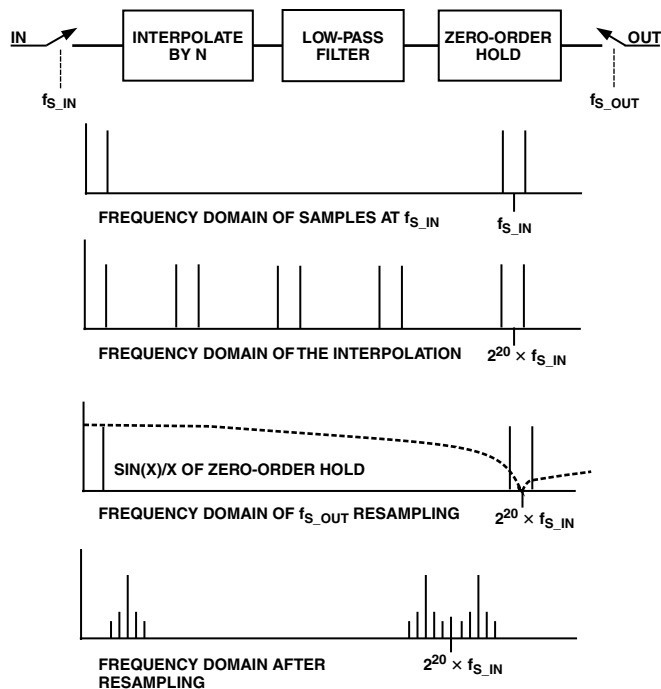 IN
INTERPOLATE
BY N
LOW-PASS
FILTER
ZERO-ORDER
HOLD
OUT
fS_IN
fS_OUT
FREQUENCY DOMAIN OF SAMPLES AT fS_IN
fS_IN
FREQUENCY DOMAIN OF THE INTERPOLATION
2^20 × fS_IN
SIN(X)/X OF ZERO-ORDER HOLD
FREQUENCY DOMAIN OF fS_OUT RESAMPLING
2^20 × fS_IN
FREQUENCY DOMAIN AFTER
RESAMPLING
2^20 × fS_IN